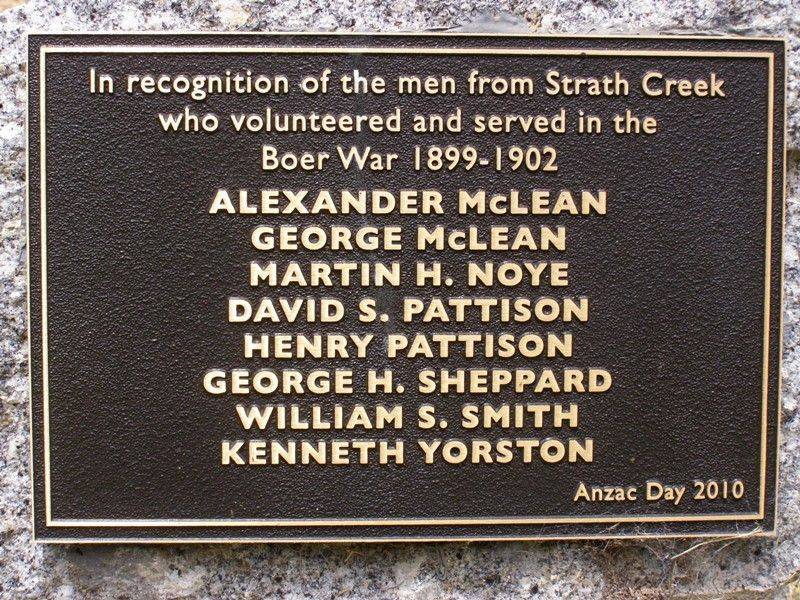 In recognition of the men from Strath Creek
who volunteered and served in the
Boer War 1899-1902
ALEXANDER McLEAN
GEORGE McLEAN
MARTIN H. NOYE
DAVID S. PATTISON
HENRY PATTISON
GEORGE H. SHEPPARD
WILLIAM S. SMITH
KENNETH YORSTON
Anzac Day 2010